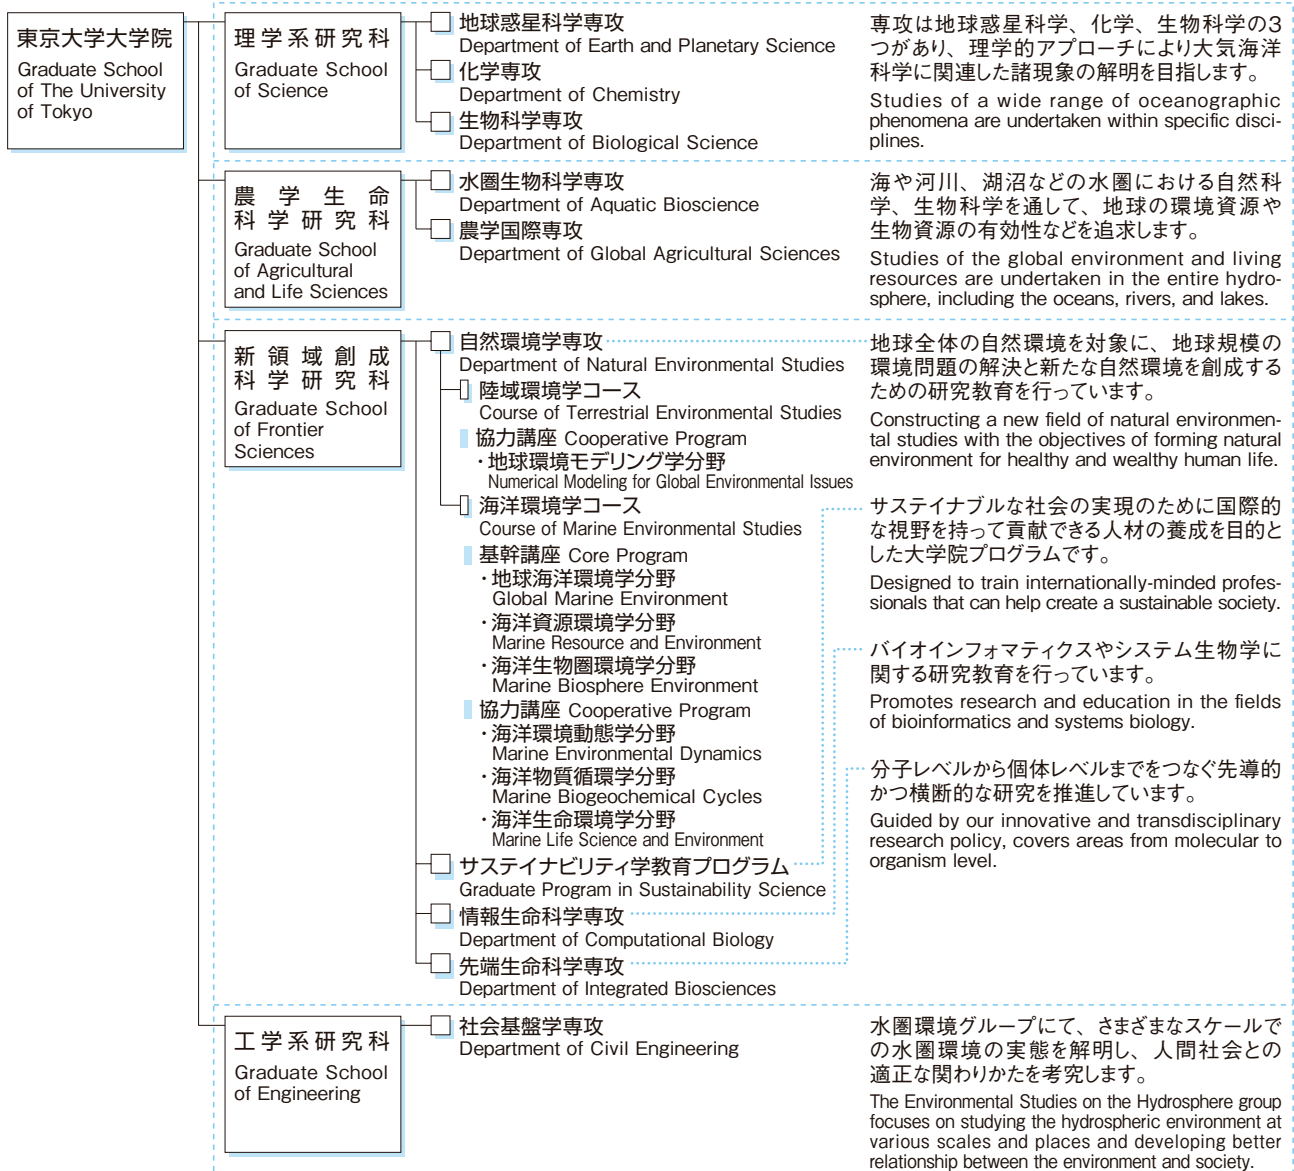 東京大学大学院
Graduate School
of The University
of Tokyo
理学系研究科
Graduate School
of Science
地球惑星科学専攻
Department of Earth and Planetary Science
化学専攻
Department of Chemistry
生物科学専攻
Department of Biological Science
専攻は地球惑星科学、化学、生物科学の3
つがあり、理学的アプローチにより大気海洋
科学に関連した諸現象の解明を目指します。
Studies of a wide range of oceanographic
phenomena are undertaken within specific disci-
plines.
農学生命
科学研究科
Graduate School
of Agricultural
and Life Sciences
水圏生物科学専攻
Department of Aquatic Bioscience
農学国際専攻
Department of Global Agricultural Sciences
海や河川、湖沼などの水圏における自然科
学、生物科学を通して、地球の環境資源や
生物資源の有効性などを追求します。
Studies of the global environment and living
resources are undertaken in the entire hydro-
sphere, including the oceans, rivers, and lakes.
新領域創成
科学研究科
Graduate School
of Frontier
Sciences
自然環境学専攻
Department of Natural Environmental Studies
陸域環境学コース
Course of Terrestrial Environmental Studies
協力講座 Cooperative Program
・地球環境モデリング学分野
Numerical Modeling for Global Environmental Issues
海洋環境学コース
Course of Marine Environmental Studies
基幹講座 Core Program
・地球海洋環境学分野
Global Marine Environment
・海洋資源環境学分野
Marine Resource and Environment
・海洋生物圏環境学分野
Marine Biosphere Environment
協力講座 Cooperative Program
・海洋環境動態学分野
Marine Environmental Dynamics
・海洋物質循環学分野
Marine Biogeochemical Cycles
・海洋生命環境学分野
Marine Life Science and Environment
サステイナビリティ学教育プログラム
Graduate Program in Sustainability Science
情報生命科学専攻
Department of Computational Biology
先端生命科学専攻
Department of Integrated Biosciences
地球全体の自然環境を対象に、地球規模の
環境問題の解決と新たな自然環境を創成する
ための研究教育を行っています。
Constructing a new field of natural environmen-
tal studies with the objectives of forming natural
environment for healthy and wealthy human life.
サステイナブルな社会の実現のために国際的
な視野を持って貢献できる人材の養成を目的と
した大学院プログラムです。
Designed to train internationally-minded profes-
sionals that can help create a sustainable society.
バイオインフォマティクスやシステム生物学に
関する研究教育を行っています。
Promotes research and education in the fields
of bioinformatics and systems biology.
分子レベルから個体レベルまでをつなぐ先導的
かつ横断的な研究を推進しています。
Guided by our innovative and transdisciplinary
research policy, covers areas from molecular to
organism level.
工学系研究科
Graduate School
of Engineering
社会基盤学専攻
Department of Civil Engineering
水圏環境グループにて、さまざまなスケールで
の水圏環境の実態を解明し、人間社会との
適正な関わりかたを考究します。
The Environmental Studies on the Hydrosphere group
focuses on studying the hydrospheric environment at
various scales and places and developing better
relationship between the environment and society.